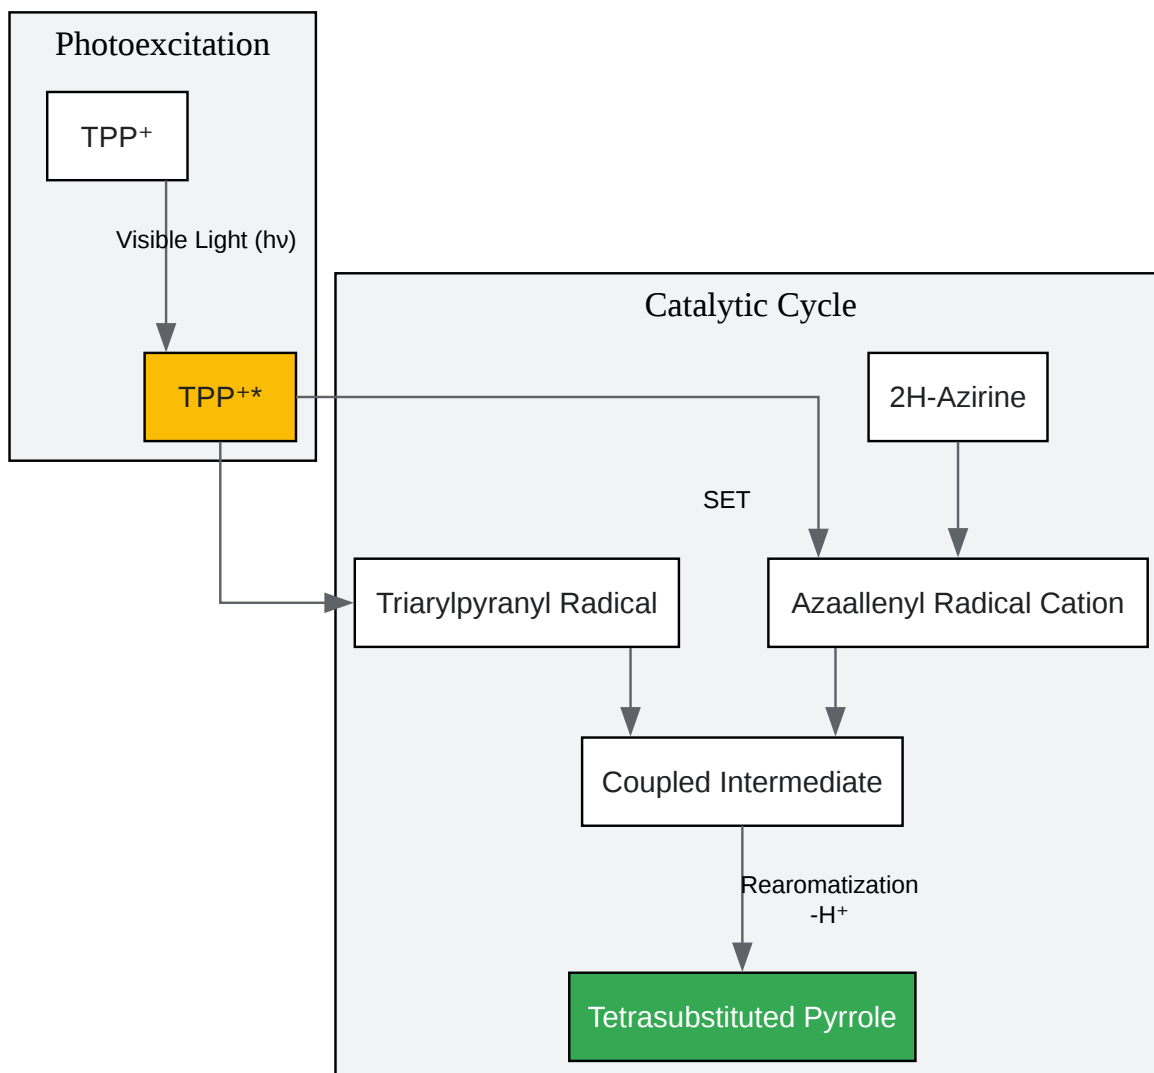 Photoexcitation
TPP⁺
Visible Light (hν)
TPP⁺*
Catalytic Cycle
2H-Azirine
SET
Triarylpyranyl Radical
Azaallenyl Radical Cation
Coupled Intermediate
Rearomatization
-H⁺
Tetrasubstituted Pyrrole